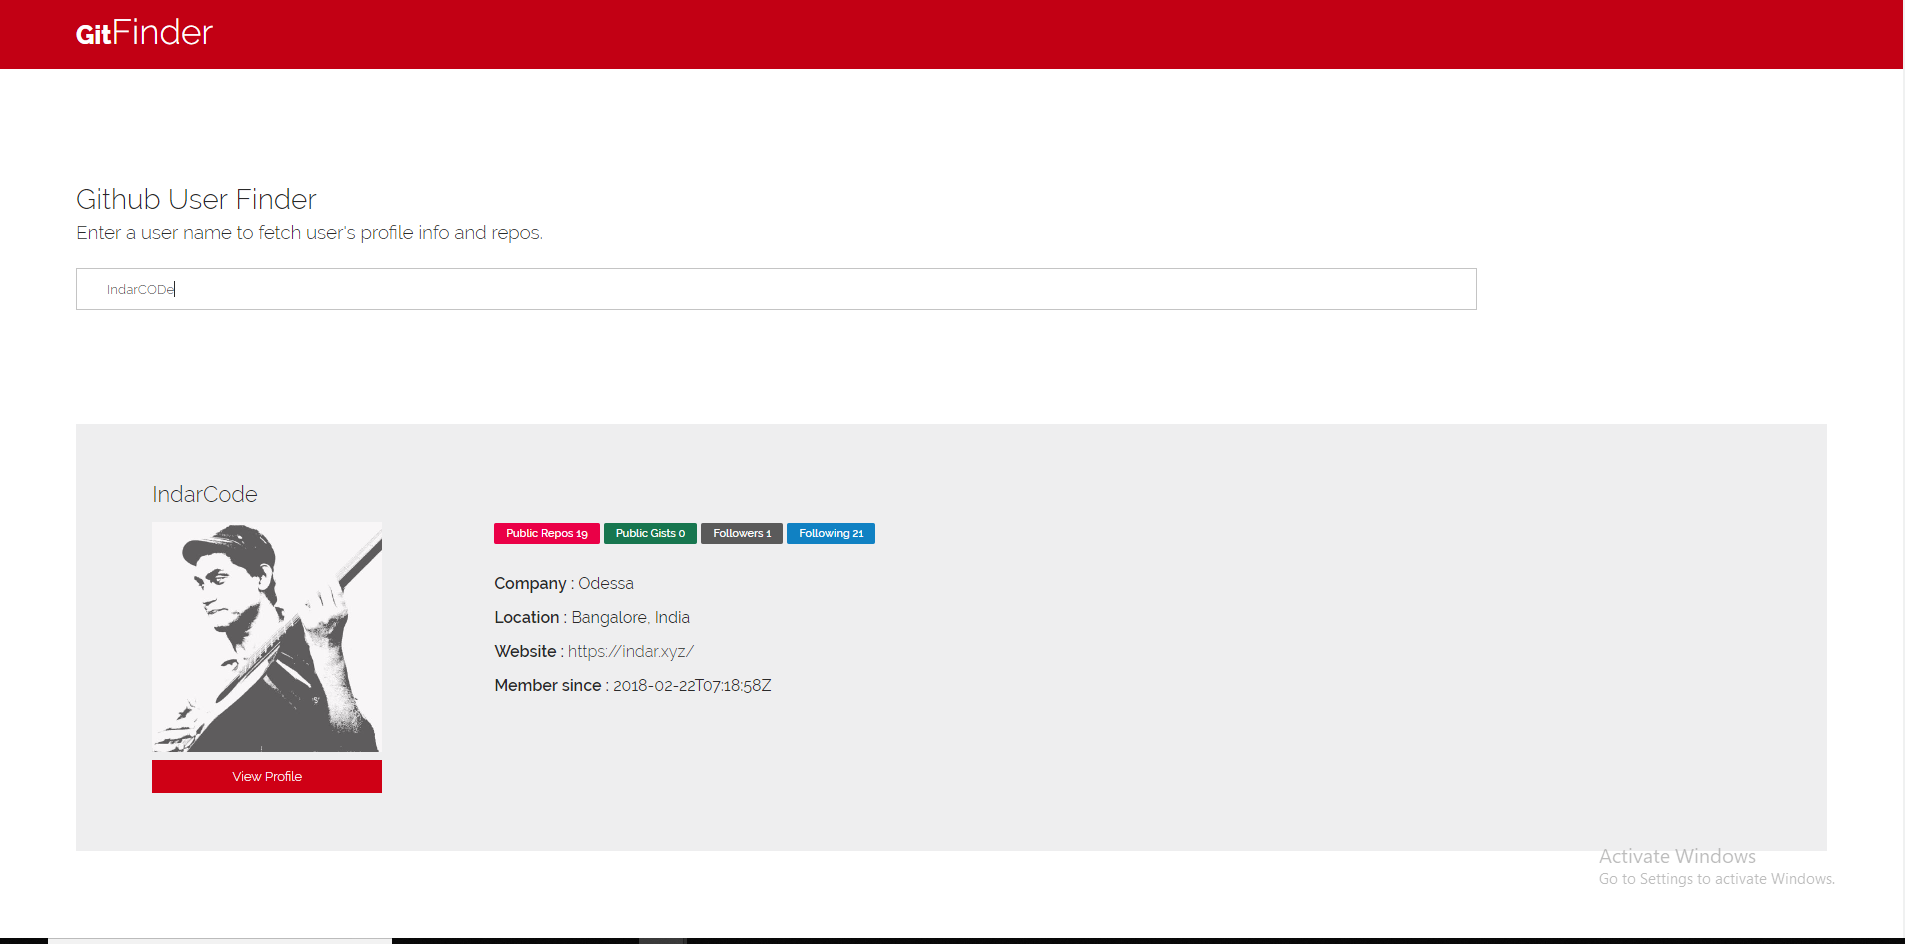 GitFinder
Github User Finder
Enter a user name to fetch user's profile info and repos.
IndarCODe
IndarCode
Public Repos 19 Public Gists 0 Followers 1 Following 21
Company : Odessa
Location : Bangalore, India
Website : https://indar.xyz/
Member since : 2018-02-22T07:18:58Z
View Profile
Activate Windows
Go to Settings to activate Windows.